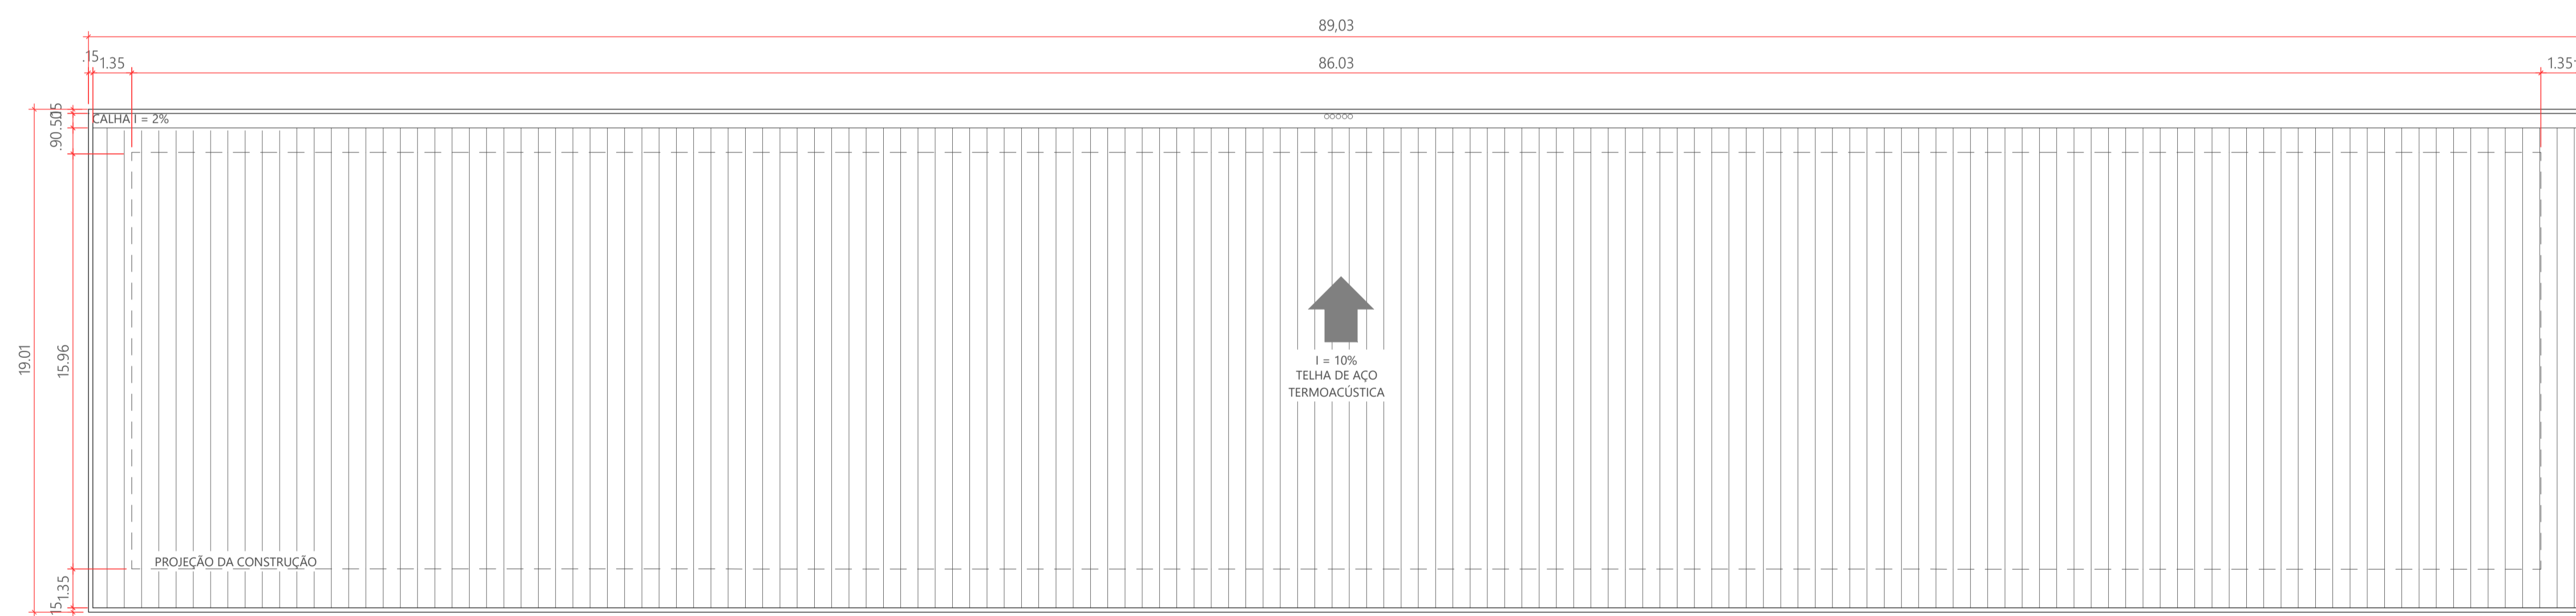 89,03
.15
1.35
86.03
1.35
CALHA I = 2%
.90
.50
19.01
15.96
I = 10%
TELHA DE AÇO
TERMOACÚSTICA
PROJEÇÃO DA CONSTRUÇÃO
1.35
15